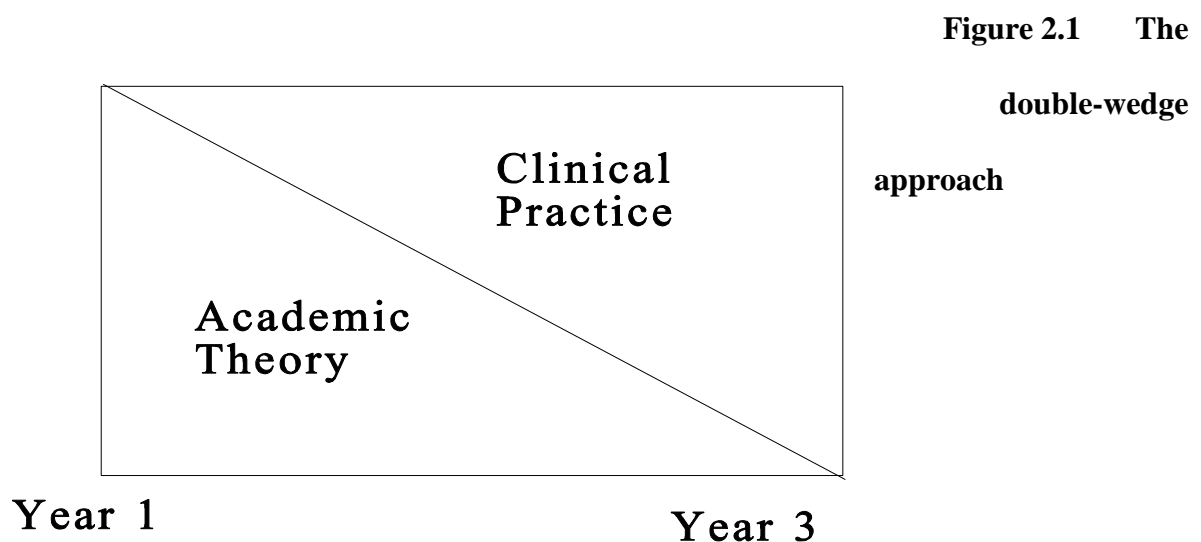 Figure 2.1 The
double-wedge
approach
Clinical
Practice
Academic
Theory
Year 1
Year 3